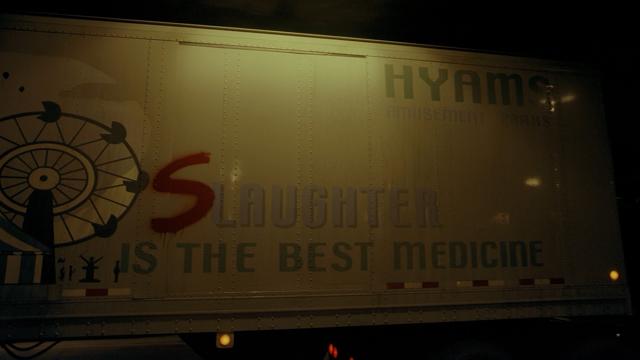 HYAMS
AMUSEMENT PARKS
SLAUGHTER
IS THE BEST MEDICINE